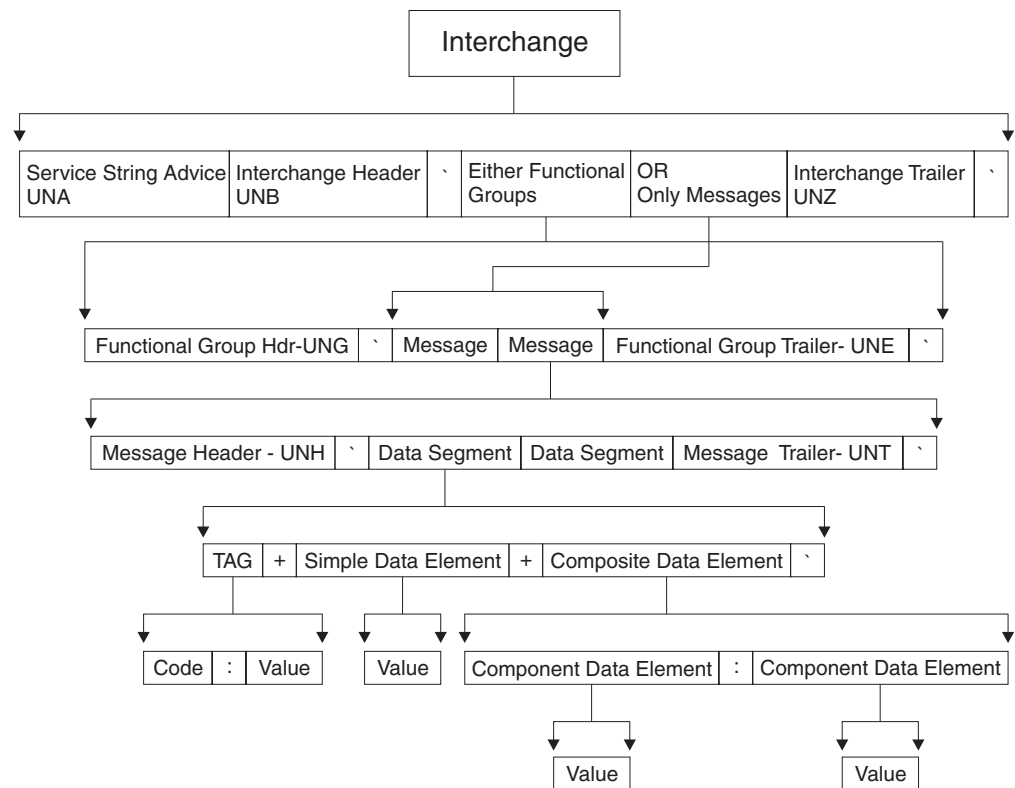 Interchange
Service String Advice
UNA
Interchange Header
UNB
`
Either Functional
Groups
OR
Only Messages
Interchange Trailer
UNZ
`
Functional Group Hdr-UNG ` Message Message Functional Group Trailer- UNE `
Message Header - UNH ` Data Segment Data Segment Message Trailer- UNT `
TAG + Simple Data Element + Composite Data Element `
Code : Value Value Component Data Element : Component Data Element
Value Value